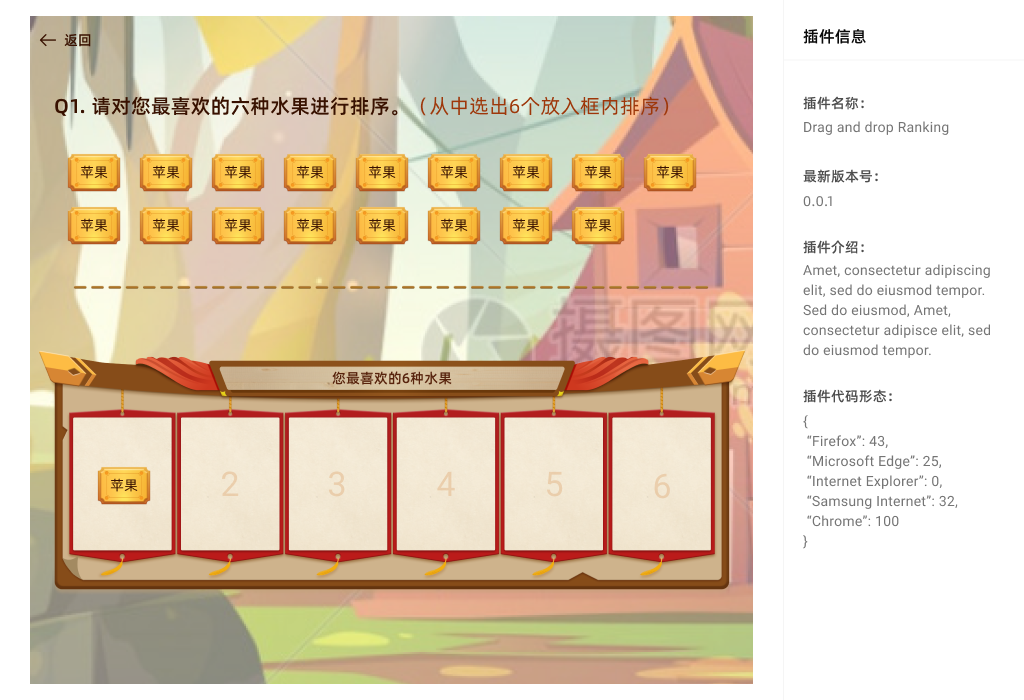 返回
插件信息
Q1. 请对您最喜欢的六种水果进行排序。（从中选出6个放入框内排序）
苹果 苹果 苹果 苹果 苹果 苹果 苹果 苹果 苹果
苹果 苹果 苹果 苹果 苹果 苹果 苹果 苹果
摄图网
您最喜欢的6种水果
苹果 2 3 4 5 6
插件名称：
Drag and drop Ranking
最新版本号：
0.0.1
插件介绍：
Amet, consectetur adipiscing
elit, sed do eiusmod tempor.
Sed do eiusmod, Amet,
consectetur adipisce elit, sed
do eiusmod tempor.
插件代码形态：
{
“Firefox”: 43,
“Microsoft Edge”: 25,
“Internet Explorer”: 0,
“Samsung Internet”: 32,
“Chrome”: 100
}